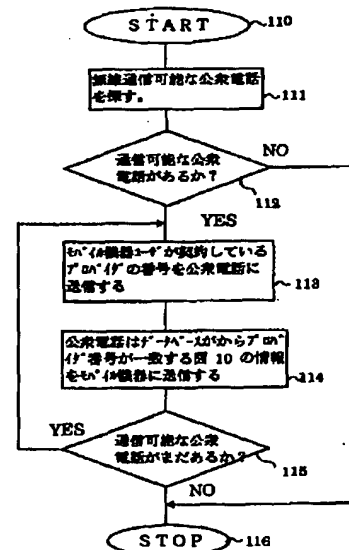 START
110
無線通信可能な公衆電話
を探す。
111
通信可能な公衆
電話があるか?
NO
112
YES
ﾓﾊﾞｲﾙ機器ﾕｰｻﾞが契約している
ﾌﾟﾛﾊﾞｲﾀﾞの番号を公衆電話に
送信する
113
公衆電話はﾃﾞｰﾀﾍﾞｰｽがからﾌﾟﾛﾊﾞ
ｲﾀﾞ番号が一致する図 10 の情報
をﾓﾊﾞｲﾙ機器に送信する
114
YES
通信可能な公衆
電話がまだあるか?
115
NO
STOP
116